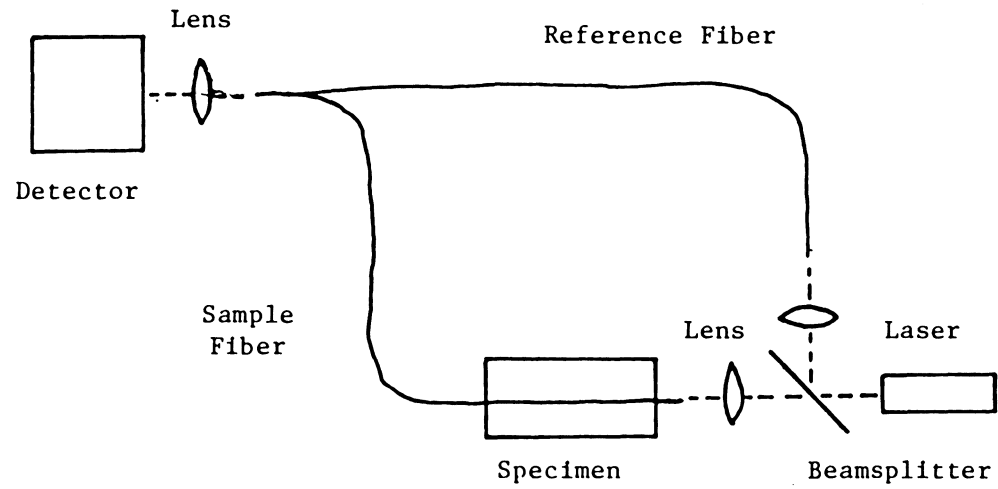 Lens
Reference Fiber
Detector
Sample
Fiber
Lens
Laser
Specimen
Beamsplitter